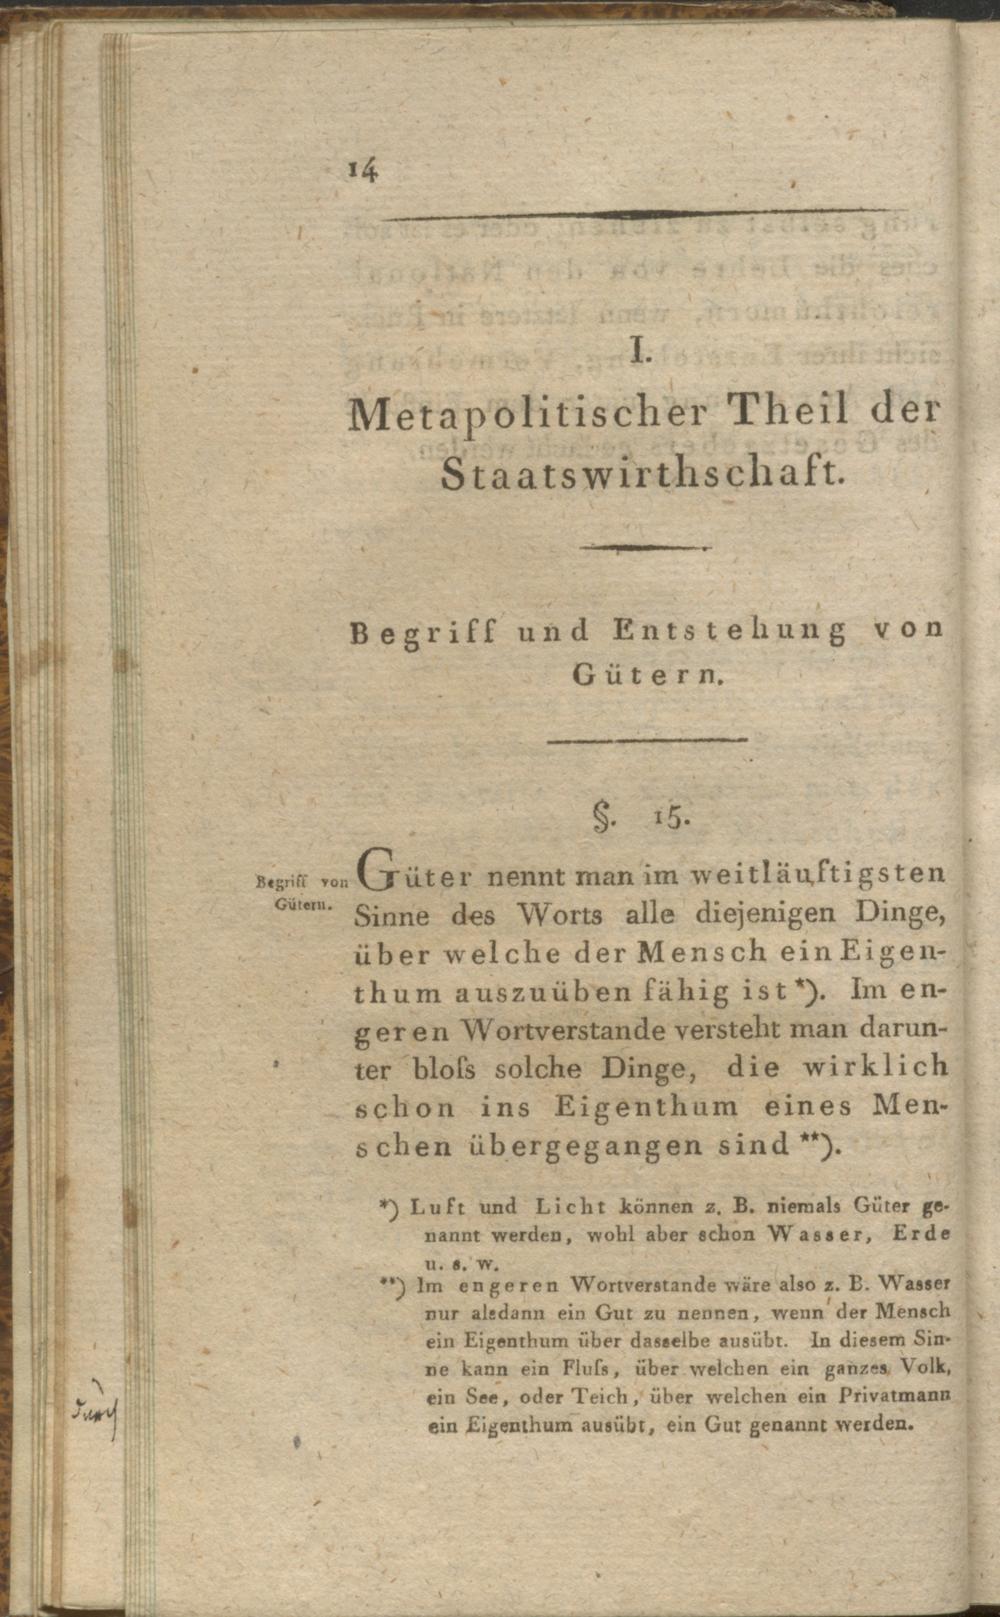 14
I.
Metapolitischer Theil der
Staatswirthschaft.
Begriff und Entstehung von
Gütern.
§. 15.
Begriff von
Gütern.
Güter nennt man im weitläuftigsten
Sinne des Worts alle diejenigen Dinge,
über welche der Mensch ein Eigen-
thum auszuüben fähig ist*). Im en-
geren Wortverstande versteht man darun-
ter bloſs solche Dinge, die wirklich
schon ins Eigenthum eines Men-
schen übergegangen sind **).
*) Luft und Licht können z. B. niemals Güter ge-
nannt werden, wohl aber schon Wasser, Erde
u. s. w.
**) Im engeren Wortverstande wäre also z. B. Wasser
nur alsdann ein Gut zu nennen, wenn der Mensch
ein Eigenthum über dasselbe ausübt. In diesem Sin-
ne kann ein Fluſs, über welchen ein ganzes Volk,
ein See, oder Teich, über welchen ein Privatmann
ein Eigenthum ausübt, ein Gut genannt werden.
durch